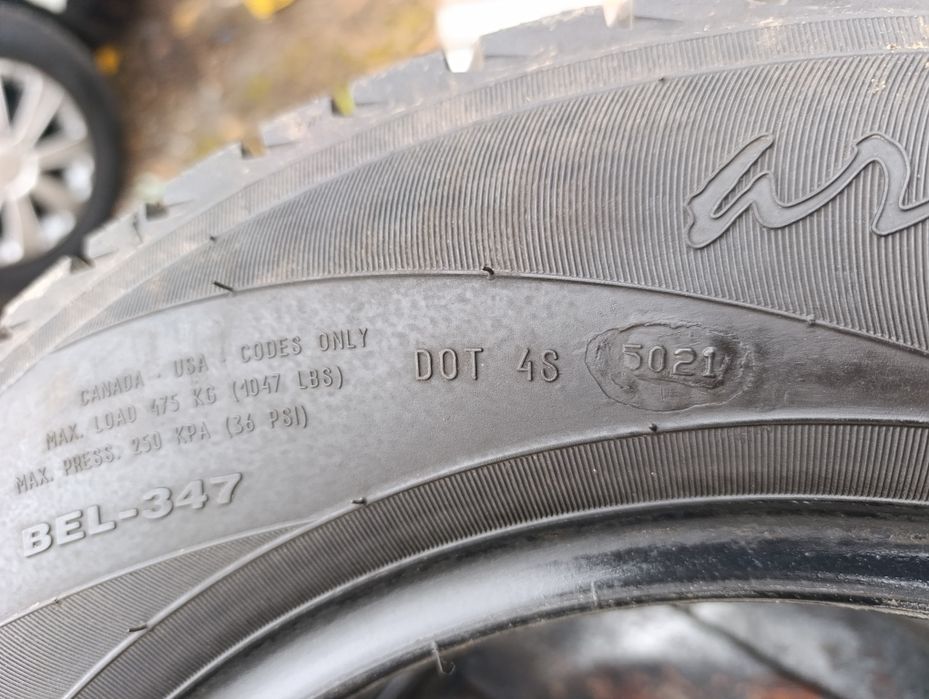 CANADA - USA - CODES ONLY
MAX. LOAD 475 KG (1047 LBS)
MAX. PRESS. 250 KPA (36 PSI)
BEL-347
DOT 4S 5021